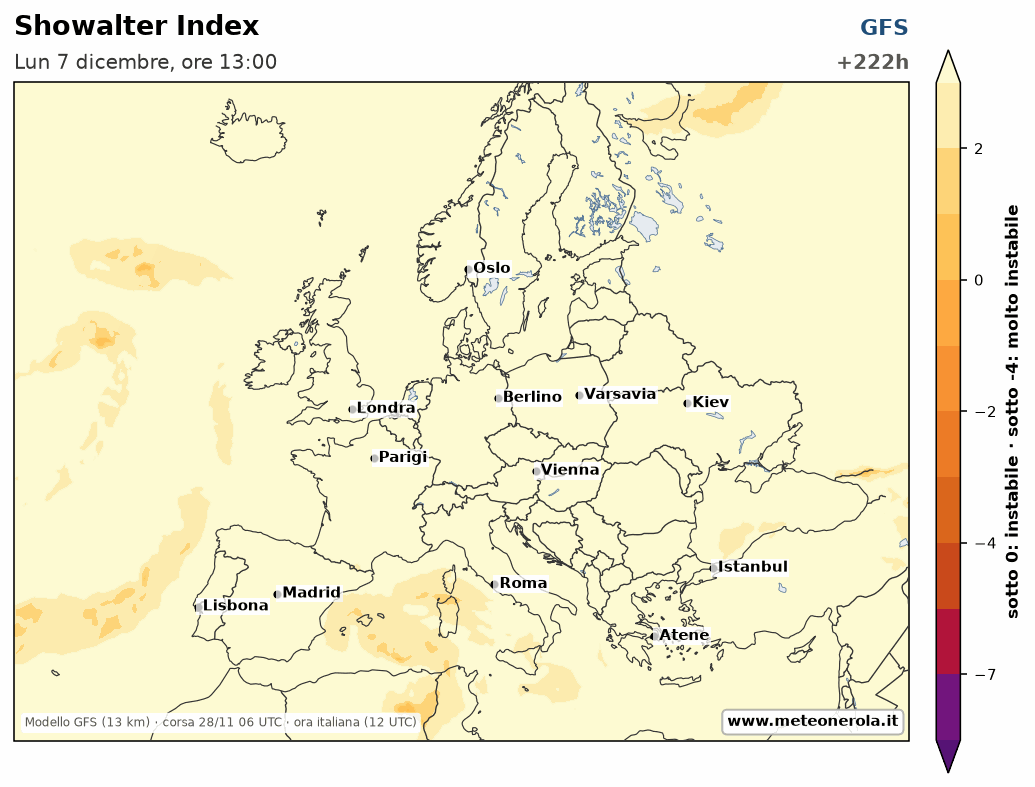 Showalter Index
GFS
Lun 7 dicembre, ore 13:00
+222h
2
0
−2
−4
−7
sotto 0: instabile · sotto -4: molto instabile
Oslo
Londra
Berlino
Varsavia
Kiev
Parigi
Vienna
Istanbul
Roma
Madrid
Lisbona
Atene
Modello GFS (13 km) · corsa 28/11 06 UTC · ora italiana (12 UTC)
www.meteonerola.it